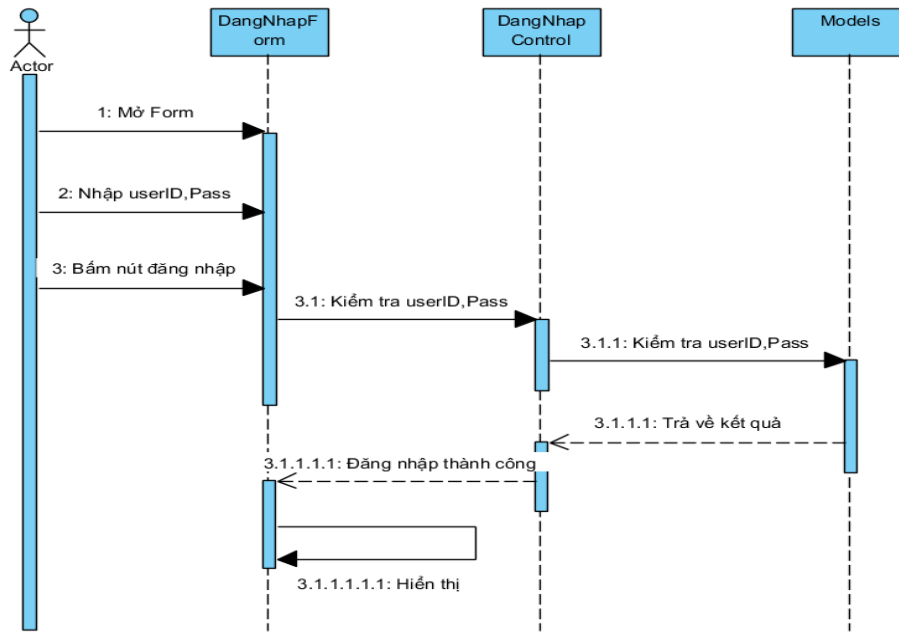 DangNhapF
orm
DangNhap
Control
Models
Actor
1: Mở Form
2: Nhập userID,Pass
3: Bấm nút đăng nhập
3.1: Kiểm tra userID,Pass
3.1.1: Kiểm tra userID,Pass
3.1.1.1: Trả về kết quả
3.1.1.1.1: Đăng nhập thành công
3.1.1.1.1.1: Hiển thị